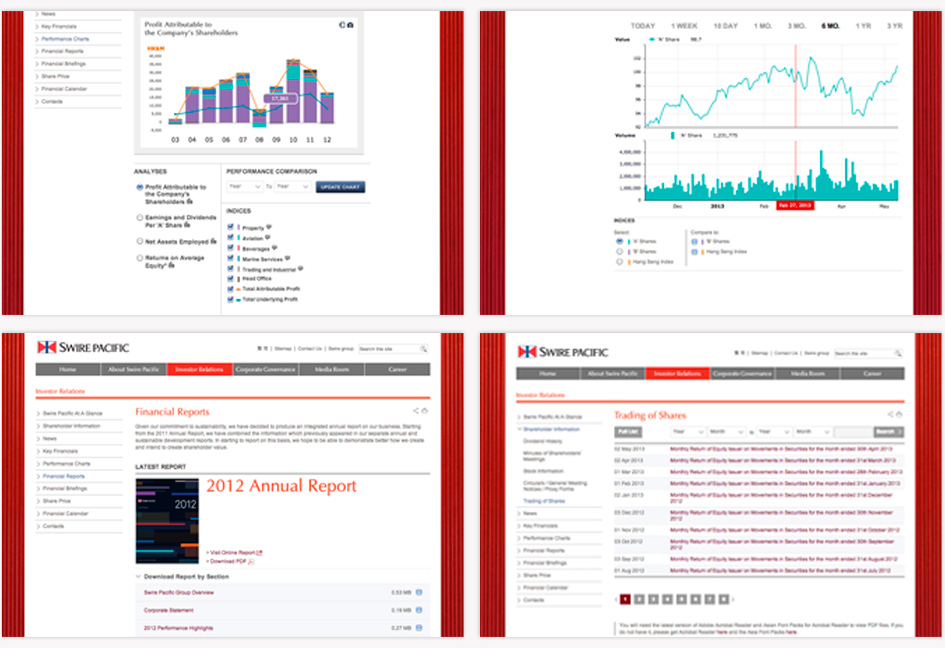 News
Key Financials
Performance Charts
Financial Reports
Financial Briefings
Share Price
Financial Calendar
Contacts
Profit Attributable to
the Company's Shareholders
40,000
35,000
30,000
25,000
20,000
15,000
10,000
5,000
0
-5,000
17,361
03 04 05 06 07 08 09 10 11 12
ANALYSES
Profit Attributable to
the Company's
Shareholders
Earnings and Dividends
Per 'A' Share
Net Assets Employed
Returns on Average
Equity*
PERFORMANCE COMPARISON
Year To Year UPDATE CHART
INDICES
Property
Aviation
Beverages
Marine Services
Trading and Industrial
Head Office
Total Attributable Profit
Total Underlying Profit
TODAY 1 WEEK 10 DAY 1 MO. 3 MO. 6 MO. 1 YR 3 YR
Value 'A' Share 98.7
102
98
94
92
Volume 'A' Share 1,231,775
4,000,000
3,000,000
2,000,000
1,000,000
0
Dec 2013 Feb Feb 27, 2013 Apr May
INDICES
Select:
'A' Shares
'B' Shares
Hang Seng Index
Compare to:
'B' Shares
Hang Seng Index
SWIRE PACIFIC
Sitemap | Contact Us | Swire group Search the site
Home About Swire Pacific Investor Relations Corporate Governance Media Room Career
Investor Relations
Swire Pacific At A Glance
Shareholder Information
News
Key Financials
Performance Charts
Financial Reports
Financial Briefings
Share Price
Financial Calendar
Contacts
Financial Reports
Given our commitment to sustainability, we have decided to produce an integrated annual report on our business. Starting
from the 2011 Annual Report, we have combined the information which previously appeared in our separate annual and
sustainable development reports. In starting to report on this basis, we hope to be able to demonstrate better how we create
and intend to create shareholder value.
LATEST REPORT
2012
2012 Annual Report
Visit Online Report
Download PDF
Download Report by Section
Swire Pacific Group Overview 0.53 MB
Corporate Statement 0.19 MB
2012 Performance Highlights 0.27 MB
SWIRE PACIFIC
Sitemap | Contact Us | Swire group Search the site
Home About Swire Pacific Investor Relations Corporate Governance Media Room Career
Investor Relations
Swire Pacific At A Glance
Shareholder Information
Dividend History
Minutes of Shareholders'
Meetings
Stock Information
Circulars / General Meeting
Notices / Proxy Forms
Trading of Shares
News
Key Financials
Performance Charts
Financial Reports
Financial Briefings
Share Price
Financial Calendar
Contacts
Trading of Shares
Full List Year Month to Year Month Search
02 May 2013 Monthly Return of Equity Issuer on Movements in Securities for the month ended 30th April 2013
02 Apr 2013 Monthly Return of Equity Issuer on Movements in Securities for the month ended 31st March 2013
01 Mar 2013 Monthly Return of Equity Issuer on Movements in Securities for the month ended 28th February 2013
01 Feb 2013 Monthly Return of Equity Issuer on Movements in Securities for the month ended 31st January 2013
02 Jan 2013 Monthly Return of Equity Issuer on Movements in Securities for the month ended 31st December
2012
03 Dec 2012 Monthly Return of Equity Issuer on Movements in Securities for the month ended 30th November
2012
01 Nov 2012 Monthly Return of Equity Issuer on Movements in Securities for the month ended 31st October 2012
03 Oct 2012 Monthly Return of Equity Issuer on Movements in Securities for the month ended 30th September
2012
03 Sep 2012 Monthly Return of Equity Issuer on Movements in Securities for the month ended 31st August 2012
01 Aug 2012 Monthly Return of Equity Issuer on Movements in Securities for the month ended 31st July 2012
1 2 3 4 5 6 7 8
You will need the latest version of Adobe Acrobat Reader and Asian Font Packs for Acrobat Reader to view PDF files. If you
do not have it, please get Acrobat Reader here and the Asia Font Packs here.